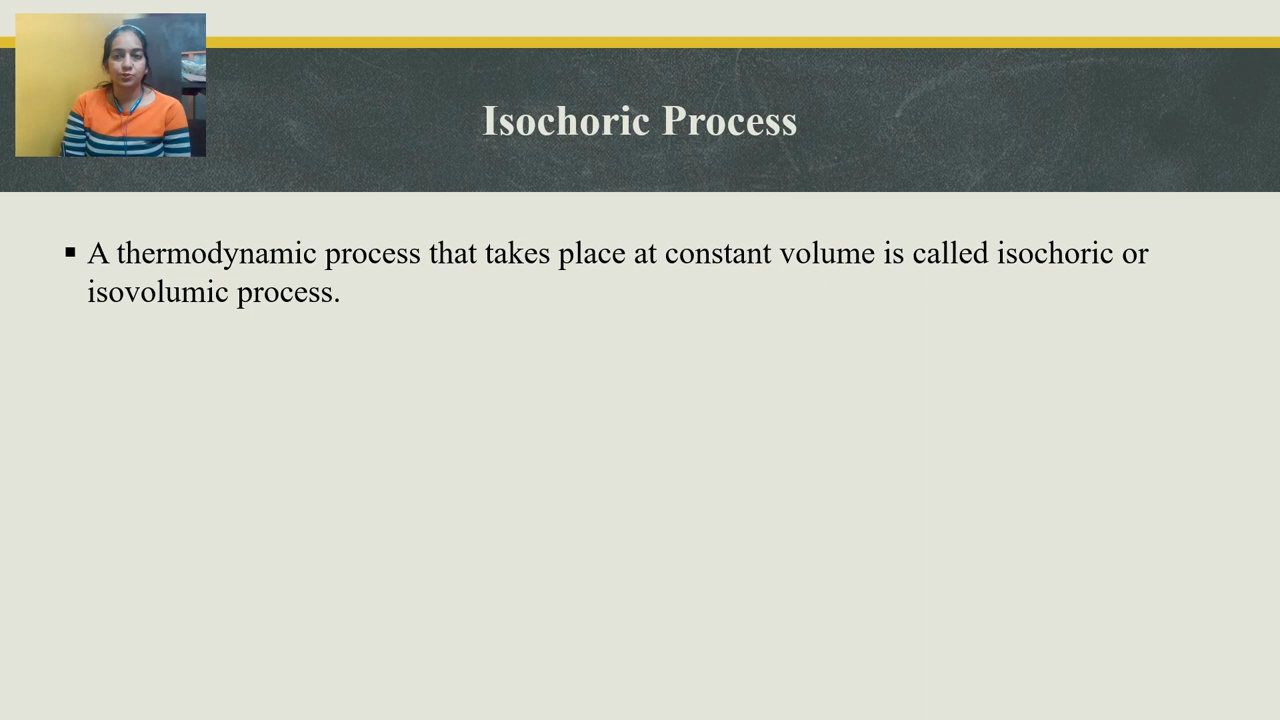 Isochoric Process
▪ A thermodynamic process that takes place at constant volume is called isochoric or
isovolumic process.